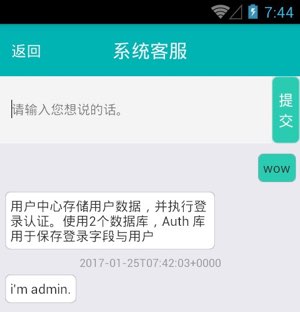 7:44
返回
系统客服
请输入您想说的话。
提
交
wow
用户中心存储用户数据，并执行登
录认证。使用2个数据库，Auth 库
用于保存登录字段与用户
2017-01-25T07:42:03+0000
i'm admin.